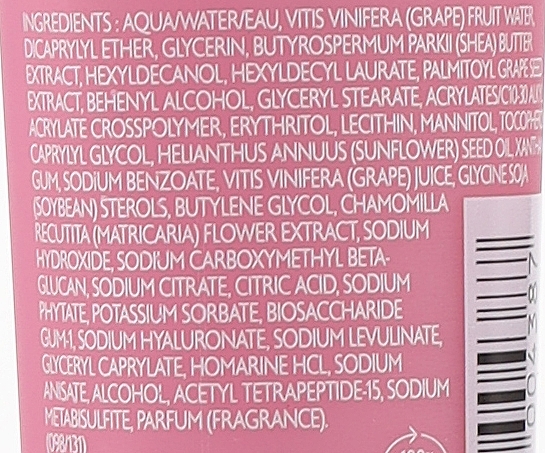 INGREDIENTS : AQUA/WATER/EAU, VITIS VINIFERA (GRAPE) FRUIT WATER,
DICAPRYLYL ETHER, GLYCERIN, BUTYROSPERMUM PARKII (SHEA) BUTTER
EXTRACT, HEXYLDECANOL, HEXYLDECYL LAURATE, PALMITOYL GRAPE SEED
EXTRACT, BEHENYL ALCOHOL, GLYCERYL STEARATE, ACRYLATES/C10-30
ACRYLATE CROSSPOLYMER, ERYTHRITOL, LECITHIN, MANNITOL,
CAPRYLYL GLYCOL, HELIANTHUS ANNUUS (SUNFLOWER) SEED OIL,
GUM, SODIUM BENZOATE, VITIS VINIFERA (GRAPE) JUICE, GLYCINE SOJA
(SOYBEAN) STEROLS, BUTYLENE GLYCOL, CHAMOMILLA
RECUTITA (MATRICARIA) FLOWER EXTRACT, SODIUM
HYDROXIDE, SODIUM CARBOXYMETHYL BETA-
GLUCAN, SODIUM CITRATE, CITRIC ACID, SODIUM
PHYTATE, POTASSIUM SORBATE, BIOSACCHARIDE
GUM-1, SODIUM HYALURONATE, SODIUM LEVULINATE,
GLYCERYL CAPRYLATE, HOMARINE HCL, SODIUM
ANISATE, ALCOHOL, ACETYL TETRAPEPTIDE-15, SODIUM
METABISULFITE, PARFUM (FRAGRANCE).
(098/131)